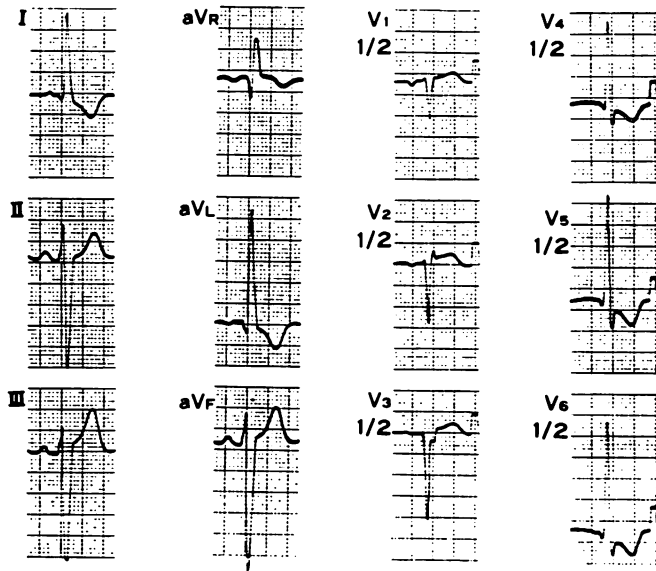 I aVR V1 V4
1/2 1/2
II aVL V2 V5
1/2 1/2
III aVF V3 V6
1/2 1/2